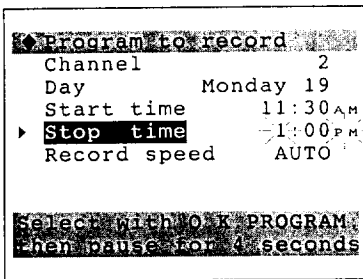 Program to record
Channel 2
Day Monday 19
Start time 11:30AM
Stop time 1:00PM
Record speed AUTO
Select with O.K PROGRAM,
then pause for 4 seconds